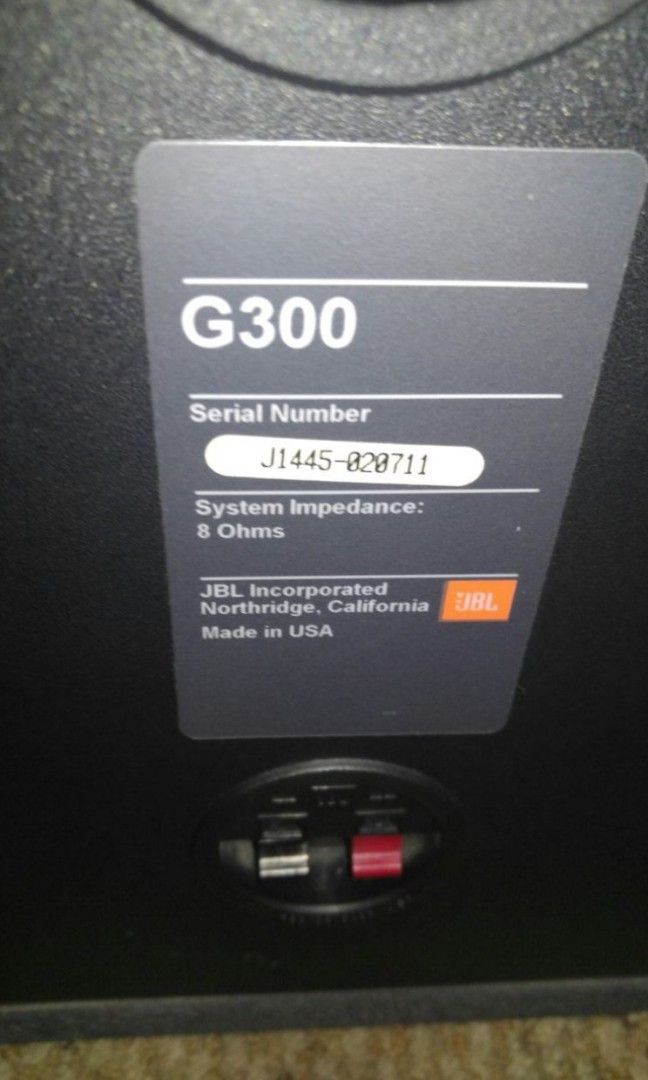 G300
Serial Number
J1445-020711
System Impedance:
8 Ohms
JBL Incorporated
Northridge, California
JBL
Made in USA